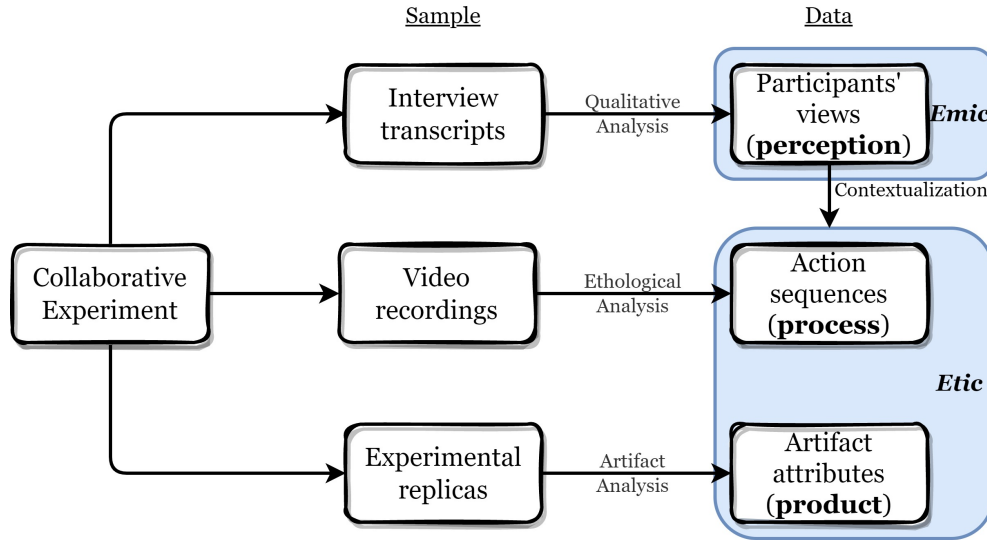 Sample
Data
Interview
transcripts
Qualitative
Analysis
Participants'
views
(perception)
Emic
Contextualization
Collaborative
Experiment
Video
recordings
Ethological
Analysis
Action
sequences
(process)
Etic
Experimental
replicas
Artifact
Analysis
Artifact
attributes
(product)